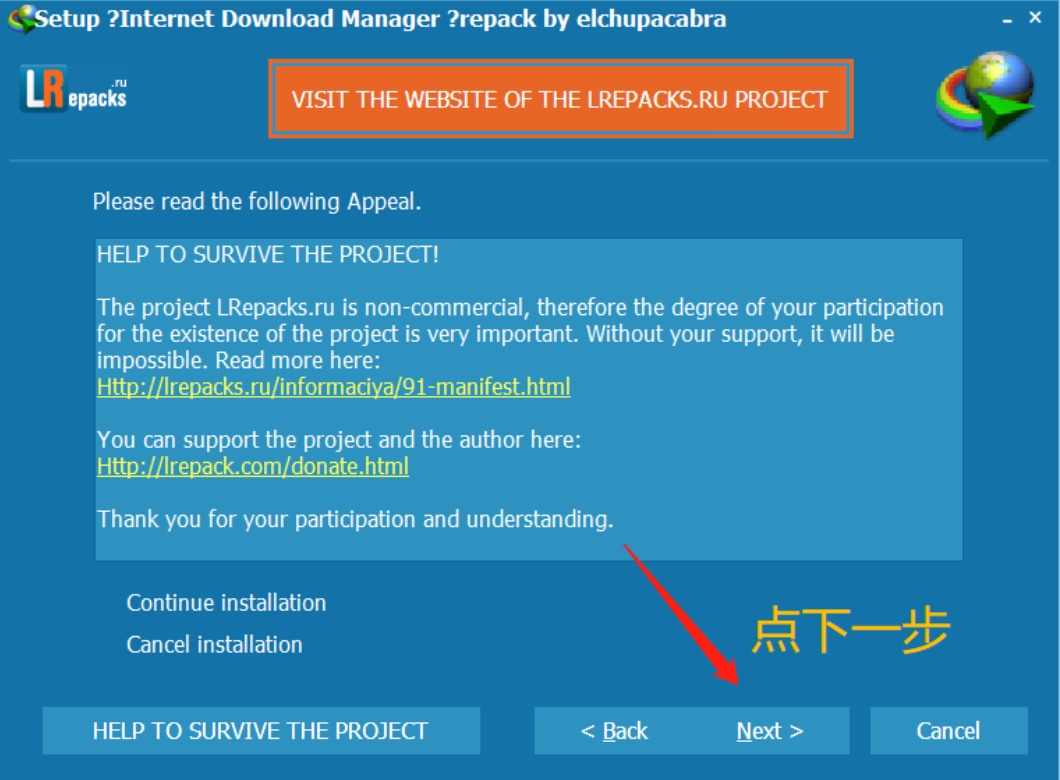 Setup ?Internet Download Manager ?repack by elchupacabra
LRepacks
.ru
VISIT THE WEBSITE OF THE LREPACKS.RU PROJECT
Please read the following Appeal.
HELP TO SURVIVE THE PROJECT!
The project LRepacks.ru is non-commercial, therefore the degree of your participation
for the existence of the project is very important. Without your support, it will be
impossible. Read more here:
Http://lrepacks.ru/informaciya/91-manifest.html
You can support the project and the author here:
Http://lrepack.com/donate.html
Thank you for your participation and understanding.
Continue installation
Cancel installation
点下一步
HELP TO SURVIVE THE PROJECT
< Back
Next >
Cancel